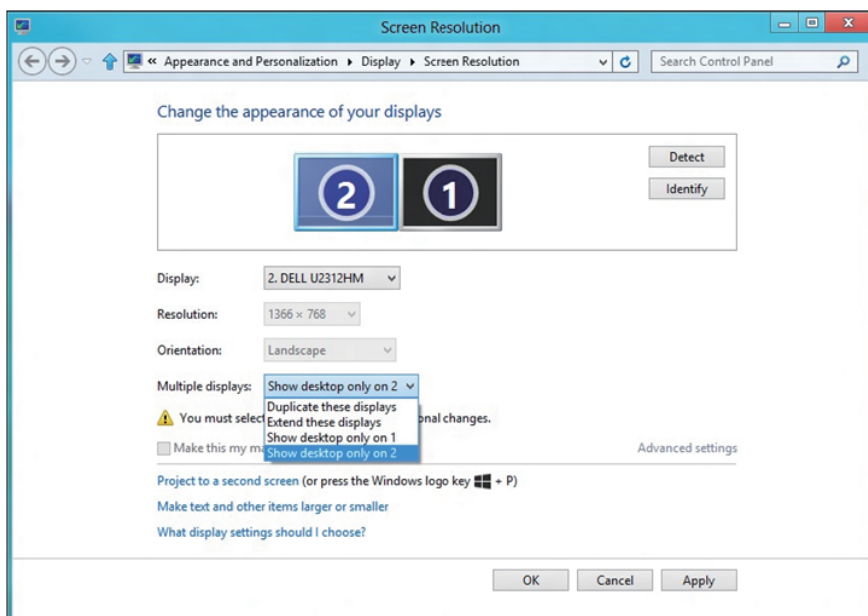 Screen Resolution
« Appearance and Personalization ▸ Display ▸ Screen Resolution
Search Control Panel
Change the appearance of your displays
2
1
Detect
Identify
Display: 2. DELL U2312HM
Resolution: 1366 × 768
Orientation: Landscape
Multiple displays: Show desktop only on 2
Duplicate these displays
Extend these displays
Show desktop only on 1
Show desktop only on 2
You must select onal changes.
Make this my ma
Advanced settings
Project to a second screen (or press the Windows logo key + P)
Make text and other items larger or smaller
What display settings should I choose?
OK Cancel Apply